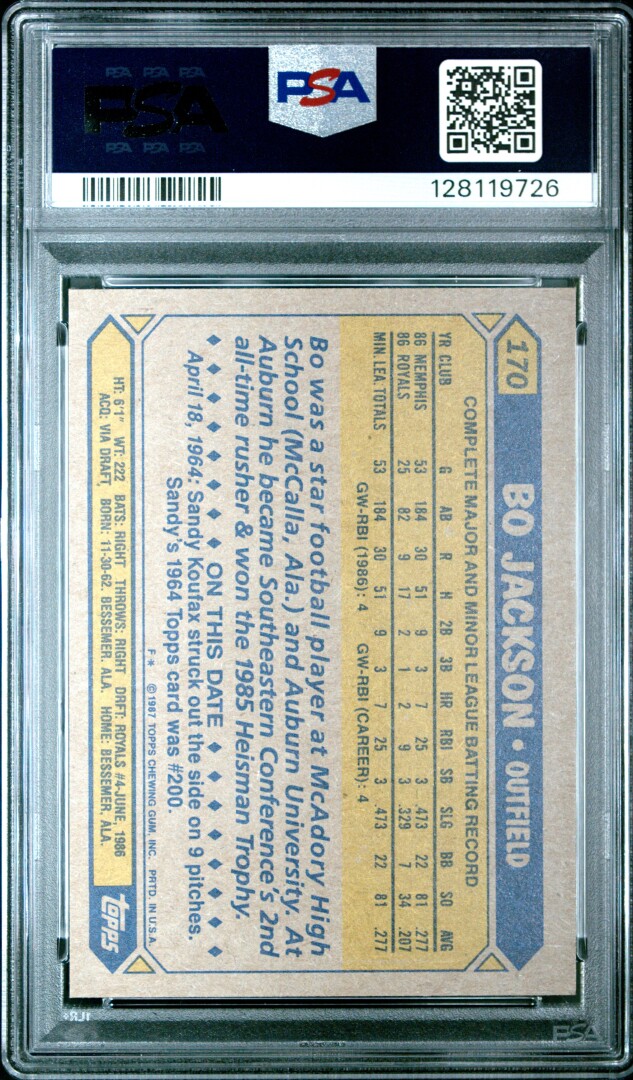 PSA PSA PSA
PSA
PSA PSA PSA
PSA
128119726
170
BO JACKSON • OUTFIELD
COMPLETE MAJOR AND MINOR LEAGUE BATTING RECORD
YR CLUB G AB R H 2B 3B HR RBI SB SLG BB SO AVG
86 MEMPHIS 53 184 30 51 9 3 7 25 3 .473 22 81 .277
86 ROYALS 25 82 9 17 2 1 2 9 3 .329 7 34 .207
MIN.LEA.TOTALS 53 184 30 51 9 3 7 25 3 .473 22 81 .277
GW-RBI (1986): 4 GW-RBI (CAREER): 4
Bo was a star football player at McAdory High
School (McCalla, Ala.) and Auburn University. At
Auburn he became Southeastern Conference's 2nd
all-time rusher & won the 1985 Heisman Trophy.
ON THIS DATE
April 18, 1964: Sandy Koufax struck out the side on 9 pitches.
Sandy's 1964 Topps card was #200.
F* ©1987 TOPPS CHEWING GUM, INC. PRTD. IN U.S.A.
HT: 6'1" WT: 222 BATS: RIGHT THROWS: RIGHT DRFT: ROYALS #4-JUNE, 1986
ACQ: VIA DRAFT, BORN: 11-30-62, BESSEMER, ALA. HOME: BESSEMER, ALA.
topps
PSA